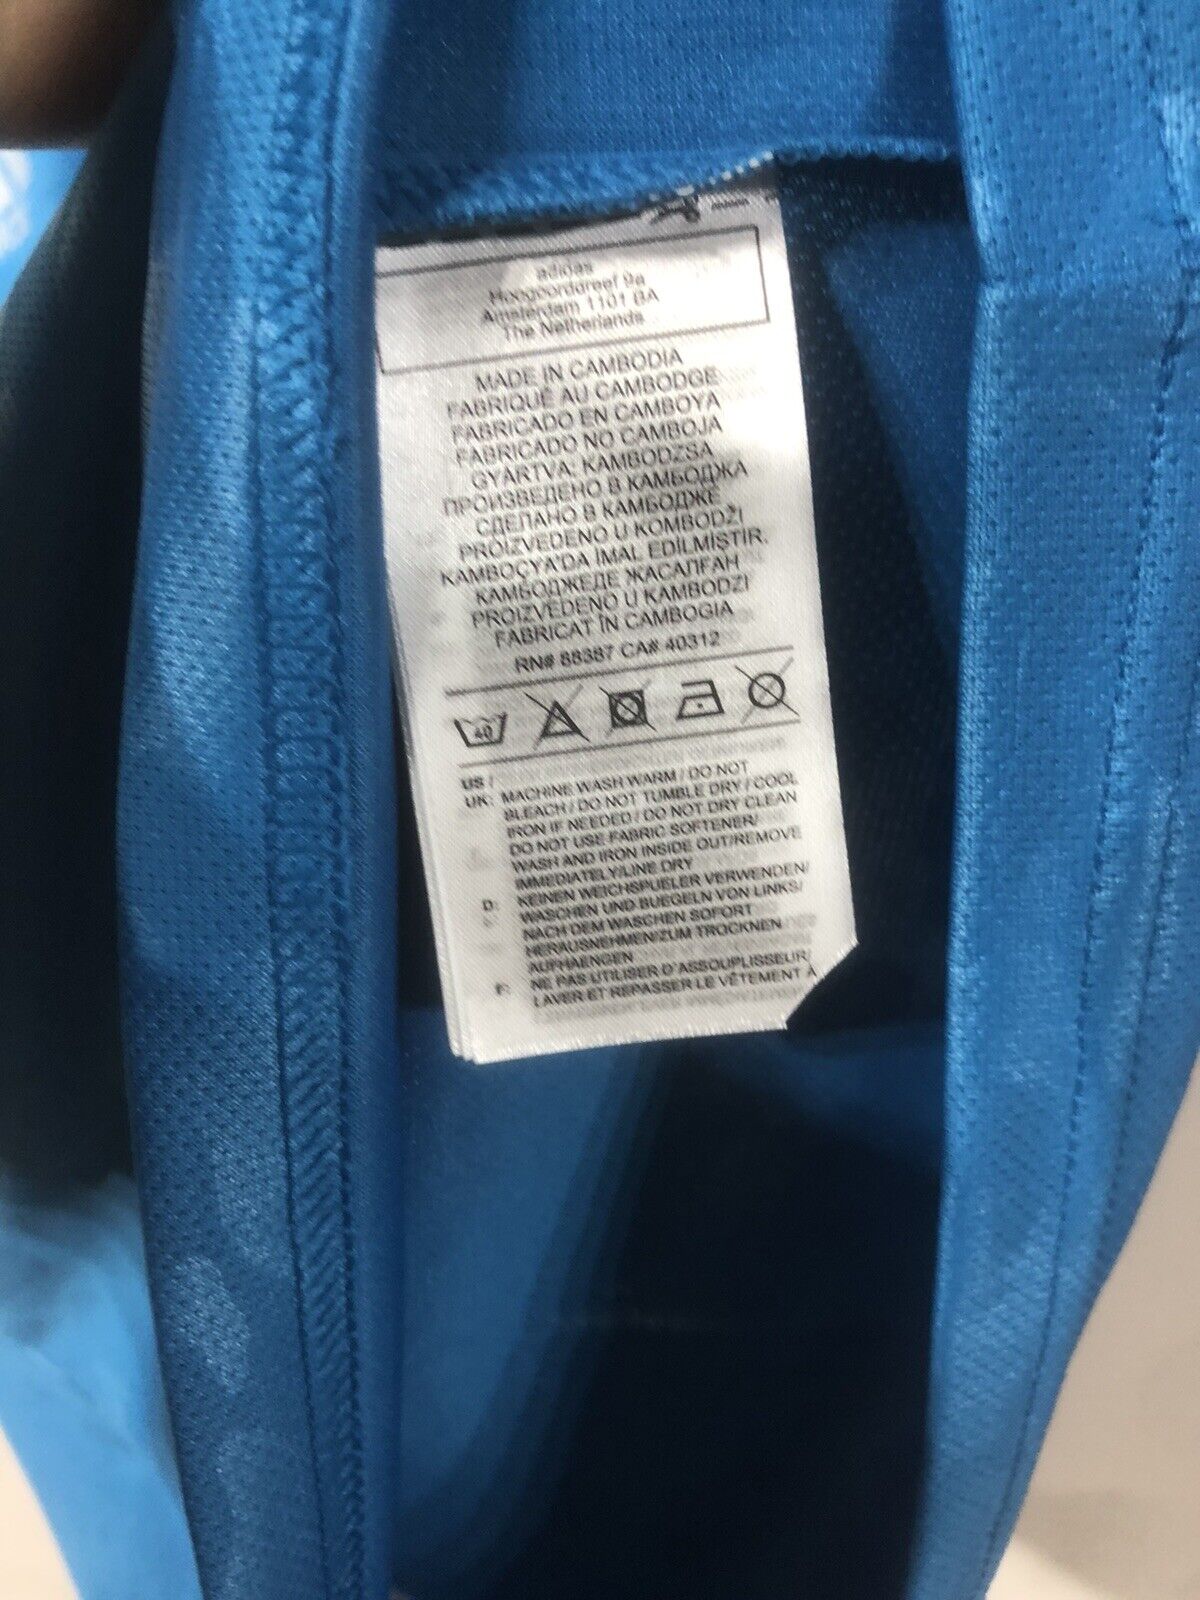 adidas
Hoogoorddreef 9a
Amsterdam 1101 BA
The Netherlands
MADE IN CAMBODIA
FABRIQUÉ AU CAMBODGE
FABRICADO EN CAMBOYA
FABRICADO NO CAMBOJA
GYÁRTVA: KAMBODZSA
ПРОИЗВЕДЕНО В КАМБОДЖА
СДЕЛАНО В КАМБОДЖЕ
PROIZVEDENO U KOMBODŽI
KAMBOÇYA'DA İMAL EDİLMİŞTİR.
КАМБОДЖЕДЕ ЖАСАЛҒАН
PROIZVEDENO U KAMBODZI
FABRICAT ÎN CAMBOGIA
RN# 88387 CA# 40312
40
US /
UK: MACHINE WASH WARM / DO NOT
BLEACH / DO NOT TUMBLE DRY / COOL
IRON IF NEEDED / DO NOT DRY CLEAN
DO NOT USE FABRIC SOFTENER/
WASH AND IRON INSIDE OUT/REMOVE
IMMEDIATELY/LINE DRY
D: KEINEN WEICHSPUELER VERWENDEN/
WASCHEN UND BUEGELN VON LINKS/
NACH DEM WASCHEN SOFORT
HERAUSNEHMEN/ZUM TROCKNEN
AUFHAENGEN
F: NE PAS UTILISER D'ASSOUPLISSEUR/
LAVER ET REPASSER LE VÊTEMENT À